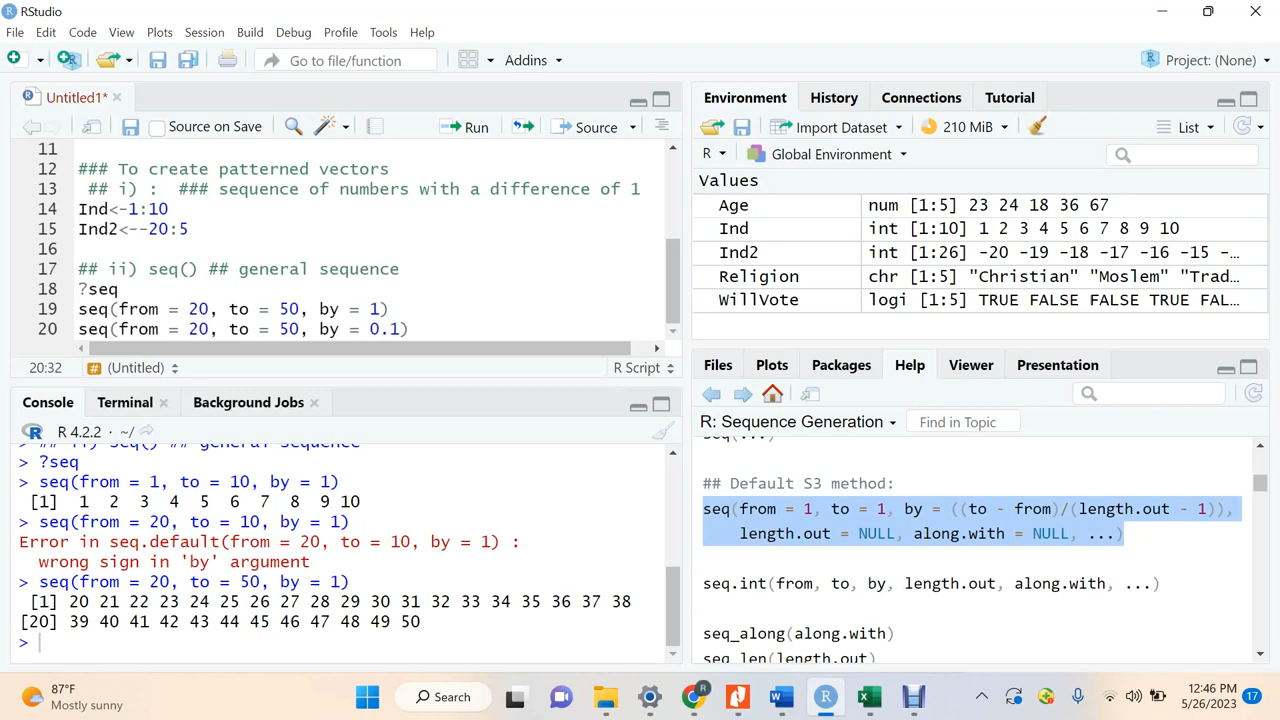 RStudio
File Edit Code View Plots Session Build Debug Profile Tools Help
Go to file/function Addins Project: (None)
Untitled1*
Source on Save Run Source
11
12 ### To create patterned vectors
13 ## i) : ### sequence of numbers with a difference of 1
14 Ind<-1:10
15 Ind2<--20:5
16
17 ## ii) seq() ## general sequence
18 ?seq
19 seq(from = 20, to = 50, by = 1)
20 seq(from = 20, to = 50, by = 0.1)
20:32 # (Untitled) R Script
Console Terminal Background Jobs
R R 4.2.2 · ~/
> ## ii) seq() ## general sequence
> ?seq
> seq(from = 1, to = 10, by = 1)
[1] 1 2 3 4 5 6 7 8 9 10
> seq(from = 20, to = 10, by = 1)
Error in seq.default(from = 20, to = 10, by = 1) :
wrong sign in 'by' argument
> seq(from = 20, to = 50, by = 1)
[1] 20 21 22 23 24 25 26 27 28 29 30 31 32 33 34 35 36 37 38
[20] 39 40 41 42 43 44 45 46 47 48 49 50
>
Environment History Connections Tutorial
Import Dataset 210 MiB List
R Global Environment
Values
Age num [1:5] 23 24 18 36 67
Ind int [1:10] 1 2 3 4 5 6 7 8 9 10
Ind2 int [1:26] -20 -19 -18 -17 -16 -15 -…
Religion chr [1:5] "Christian" "Moslem" "Trad…
WillVote logi [1:5] TRUE FALSE FALSE TRUE FAL…
Files Plots Packages Help Viewer Presentation
R: Sequence Generation Find in Topic
seq(...)
## Default S3 method:
seq(from = 1, to = 1, by = ((to - from)/(length.out - 1)),
length.out = NULL, along.with = NULL, ...)
seq.int(from, to, by, length.out, along.with, ...)
seq_along(along.with)
seq_len(length.out)
87°F
Mostly sunny
Search
12:46 PM
5/26/2023
17